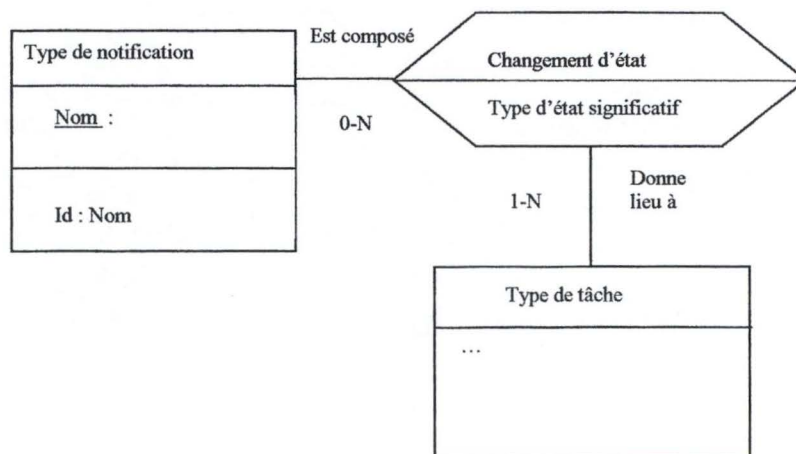 Type de notification
Nom :
Id : Nom
Est composé
0-N
Changement d'état
Type d'état significatif
1-N
Donne
lieu à
Type de tâche
...